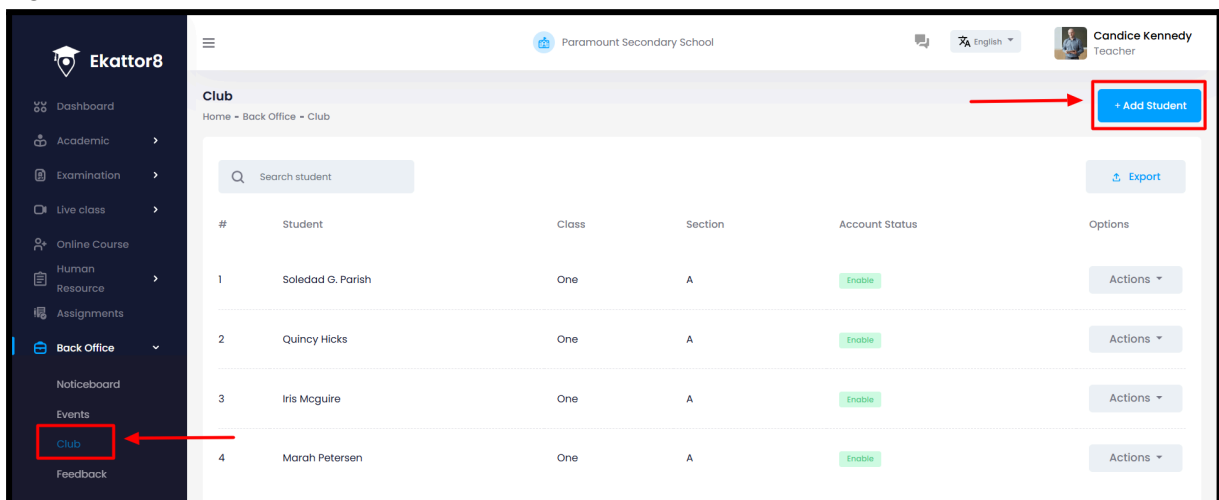 Ekattor8
Dashboard
Academic
Examination
Live class
Online Course
Human
Resource
Assignments
Back Office
Noticeboard
Events
Club
Feedback
Paramount Secondary School
English
Candice Kennedy
Teacher
Club
Home - Back Office - Club
+ Add Student
Search student
Export
# Student Class Section Account Status Options
1 Soledad G. Parish One A Enable Actions
2 Quincy Hicks One A Enable Actions
3 Iris Mcguire One A Enable Actions
4 Marah Petersen One A Enable Actions